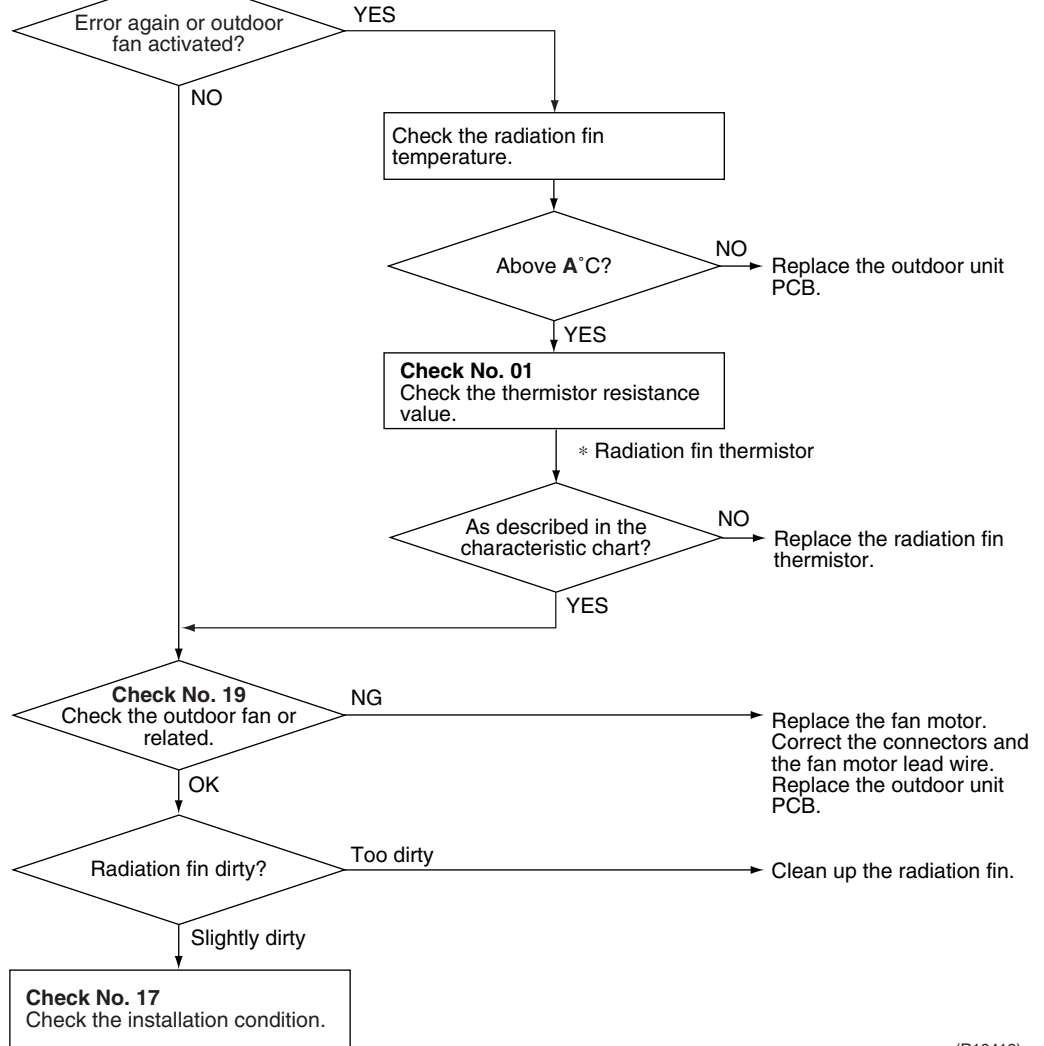 Error again or outdoor
fan activated?
YES
NO
Check the radiation fin
temperature.
Above A°C?
NO
Replace the outdoor unit
PCB.
YES
Check No. 01
Check the thermistor resistance
value.
* Radiation fin thermistor
As described in the
characteristic chart?
NO
Replace the radiation fin
thermistor.
YES
Check No. 19
Check the outdoor fan or
related.
NG
Replace the fan motor.
Correct the connectors and
the fan motor lead wire.
Replace the outdoor unit
PCB.
OK
Radiation fin dirty?
Too dirty
Clean up the radiation fin.
Slightly dirty
Check No. 17
Check the installation condition.